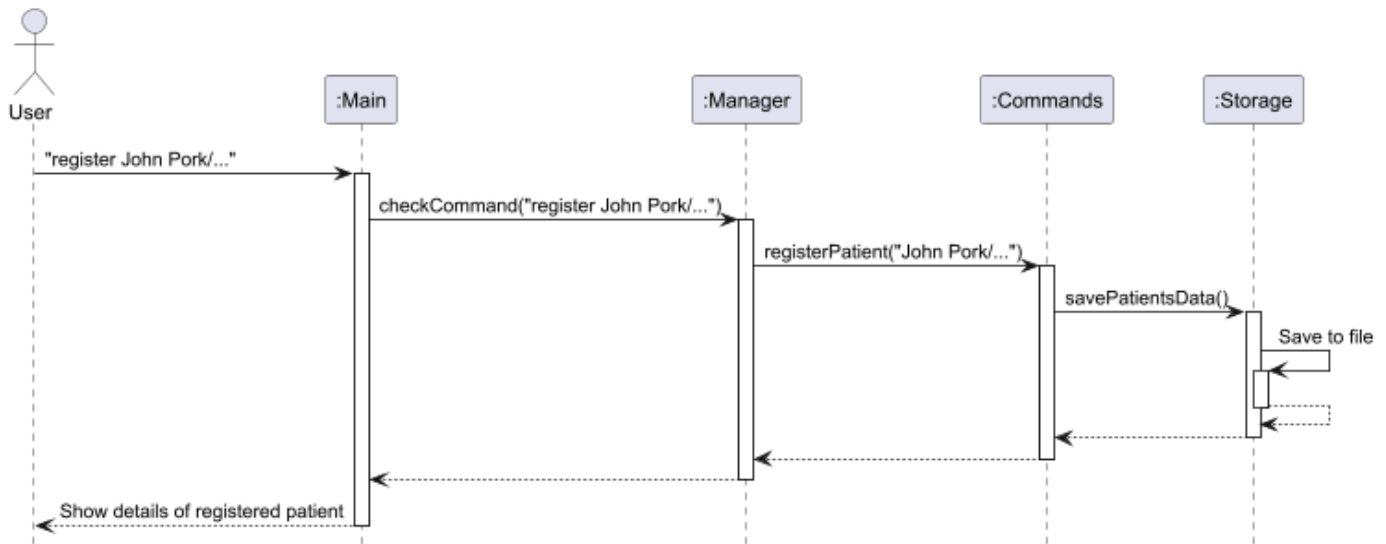 User
:Main
:Manager
:Commands
:Storage
"register John Pork/..."
checkCommand("register John Pork/...")
registerPatient("John Pork/...")
savePatientsData()
Save to file
Show details of registered patient